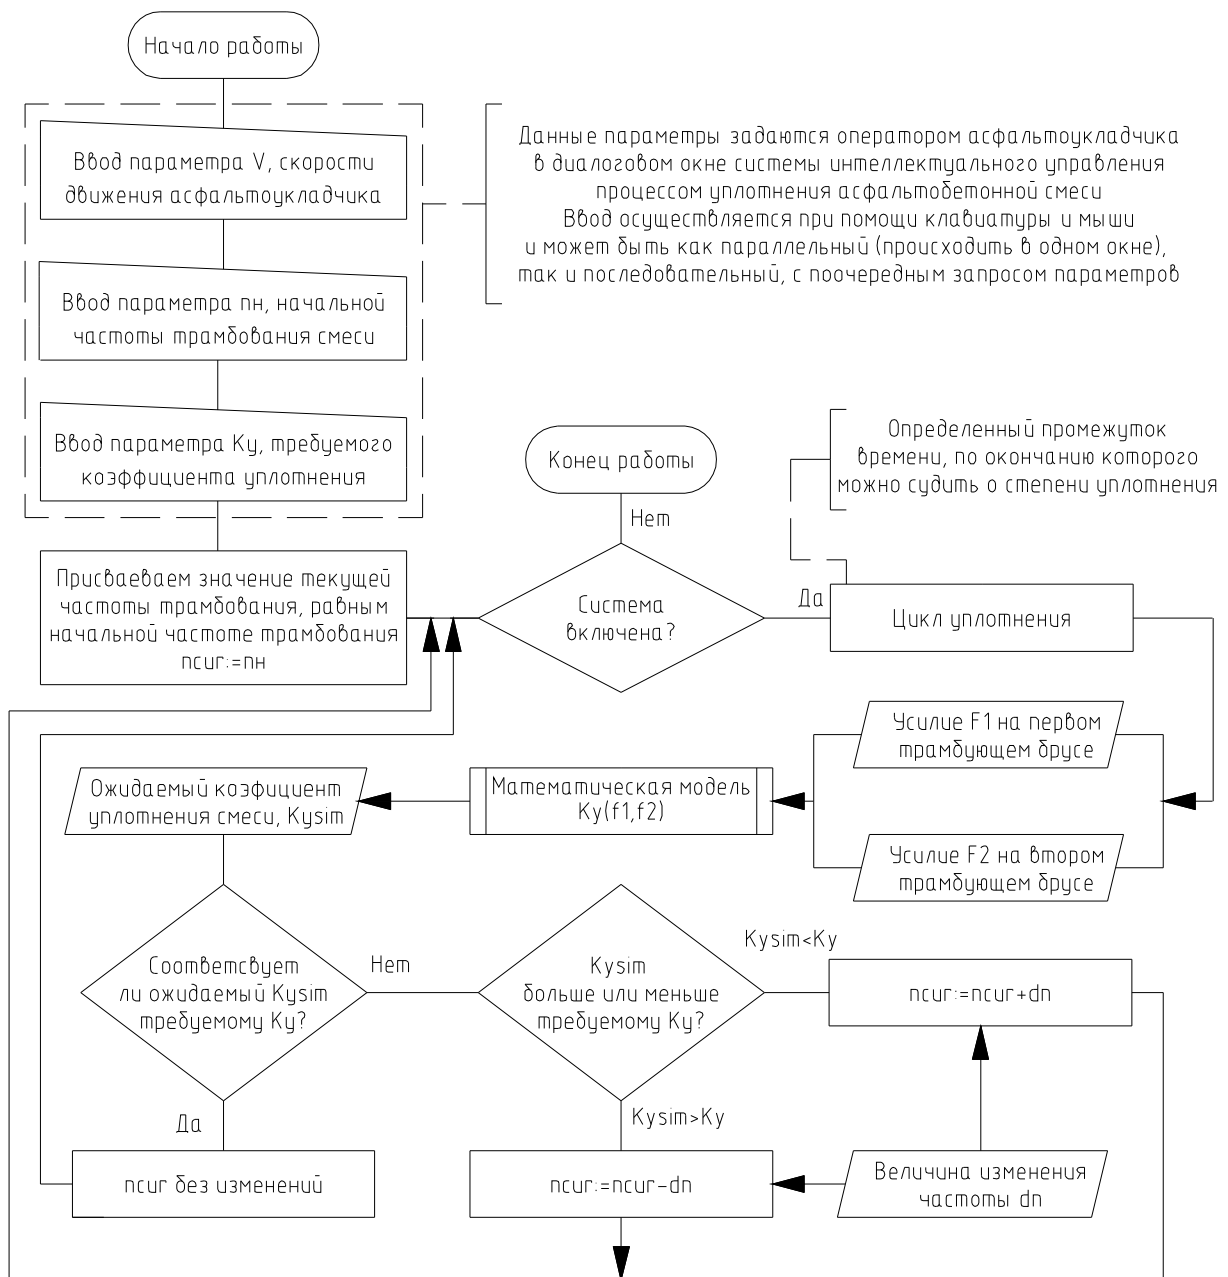 Начало работы
Ввод параметра V, скорости
движения асфальтоукладчика
Данные параметры задаются оператором асфальтоукладчика
в диалоговом окне системы интеллектуального управления
процессом уплотнения асфальтобетонной смеси
Ввод осуществляется при помощи клавиатуры и мыши
и может быть как параллельный (происходить в одном окне),
так и последовательный, с поочередным запросом параметров
Ввод параметра nн, начальной
частоты трамбования смеси
Ввод параметра Ky, требуемого
коэффициента уплотнения
Конец работы
Определенный промежуток
времени, по окончанию которого
можно судить о степени уплотнения
Нет
Присваеваем значение текущей
частоты трамбования, равным
начальной частоте трамбования
ncur:=nн
Система
включена?
Да
Цикл уплотнения
Усилие F1 на первом
трамбующем брусе
Математическая модель
Ky(f1,f2)
Ожидаемый коэфициент
уплотнения смеси, Kysim
Усилие F2 на втором
трамбующем брусе
Соответсвует
ли ожидаемый Kysim
требуемому Ky?
Нет
Kysim
больше или меньше
требуемому Ky?
Kysim<Ky
ncur:=ncur+dn
Да
Kysim>Ky
ncur без изменений
ncur:=ncur-dn
Величина изменения
частоты dn